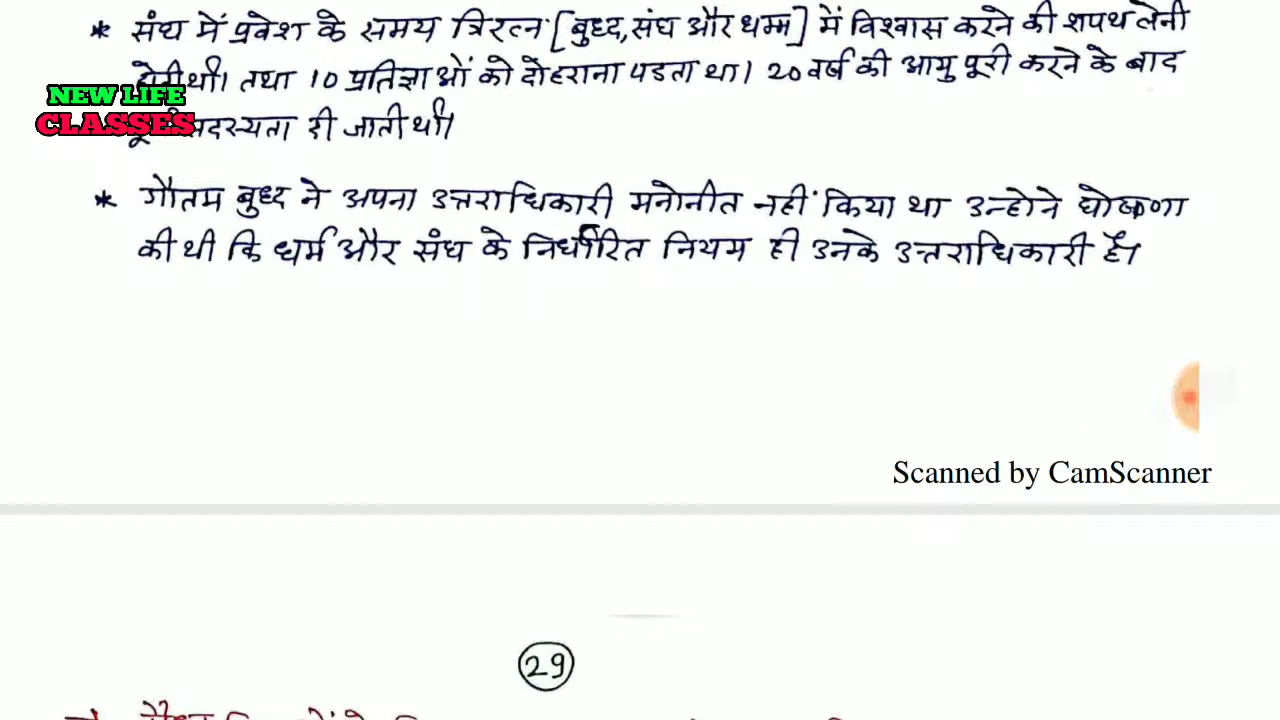 * संघ में प्रवेश के समय त्रिरत्न [बुध्द, संघ और धम्म] में विश्वास करने की शपथ लेनी
होती थी। तथा 10 प्रतिज्ञाओं को दोहराना पडता था। 20 वर्ष की आयु पूरी करने के बाद
NEW LIFE
CLASSES
सदस्यता दी जाती थी।
* गौतम बुध्द ने अपना उत्तराधिकारी मनोनीत नहीं किया था उन्होने घोषणा
की थी कि धर्म और संघ के निर्धारित नियम ही उनके उत्तराधिकारी है।
Scanned by CamScanner
29